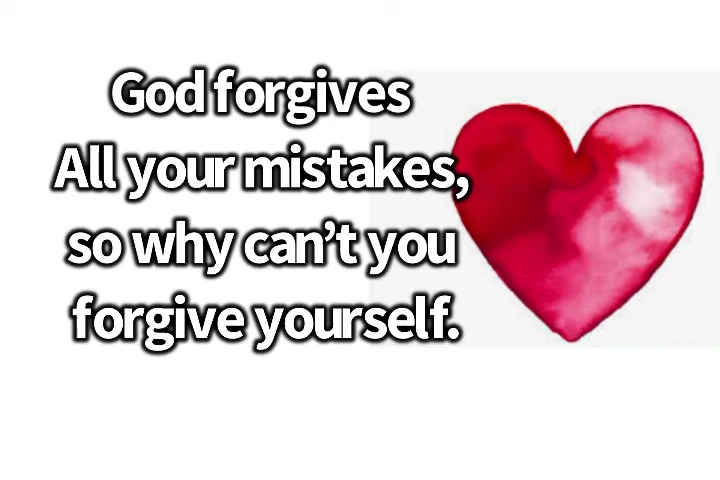 God forgives
All your mistakes,
so why can’t you
forgive yourself.